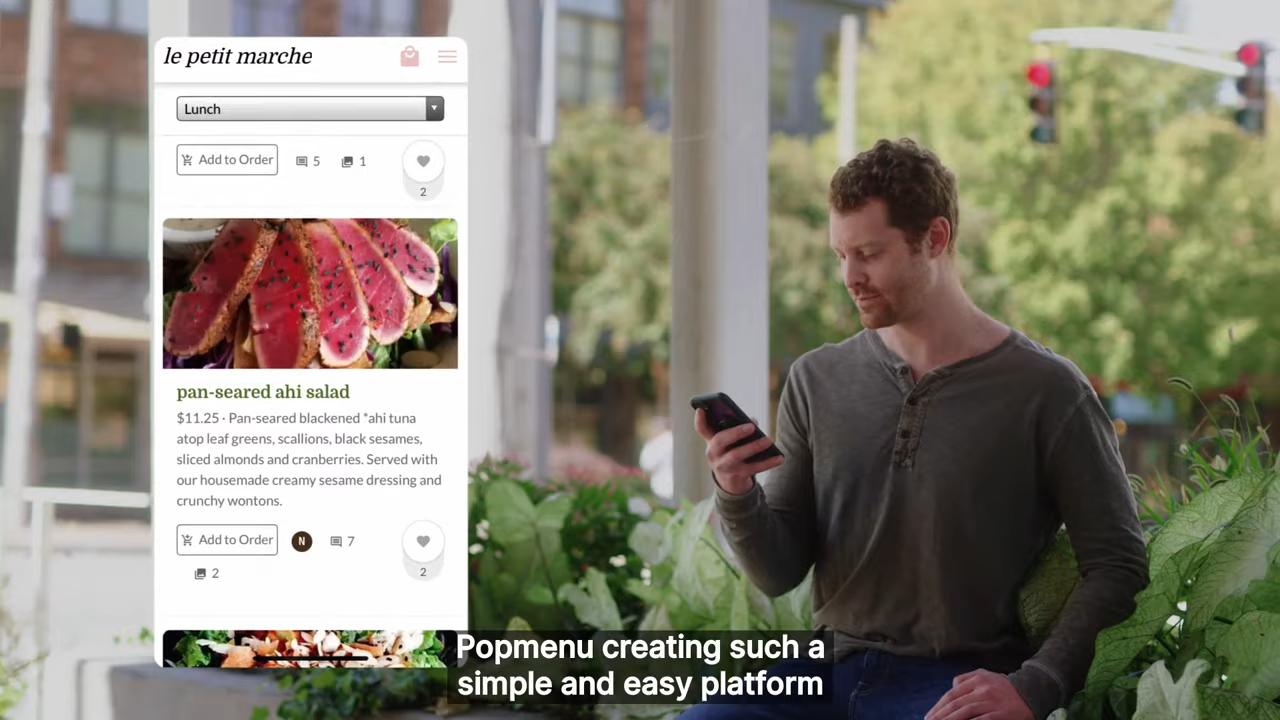 le petit marche
Lunch
Add to Order 5 1
2
pan-seared ahi salad
$11.25 · Pan-seared blackened *ahi tuna
atop leaf greens, scallions, black sesames,
sliced almonds and cranberries. Served with
our housemade creamy sesame dressing and
crunchy wontons.
Add to Order N 7
2
2
Popmenu creating such a
simple and easy platform